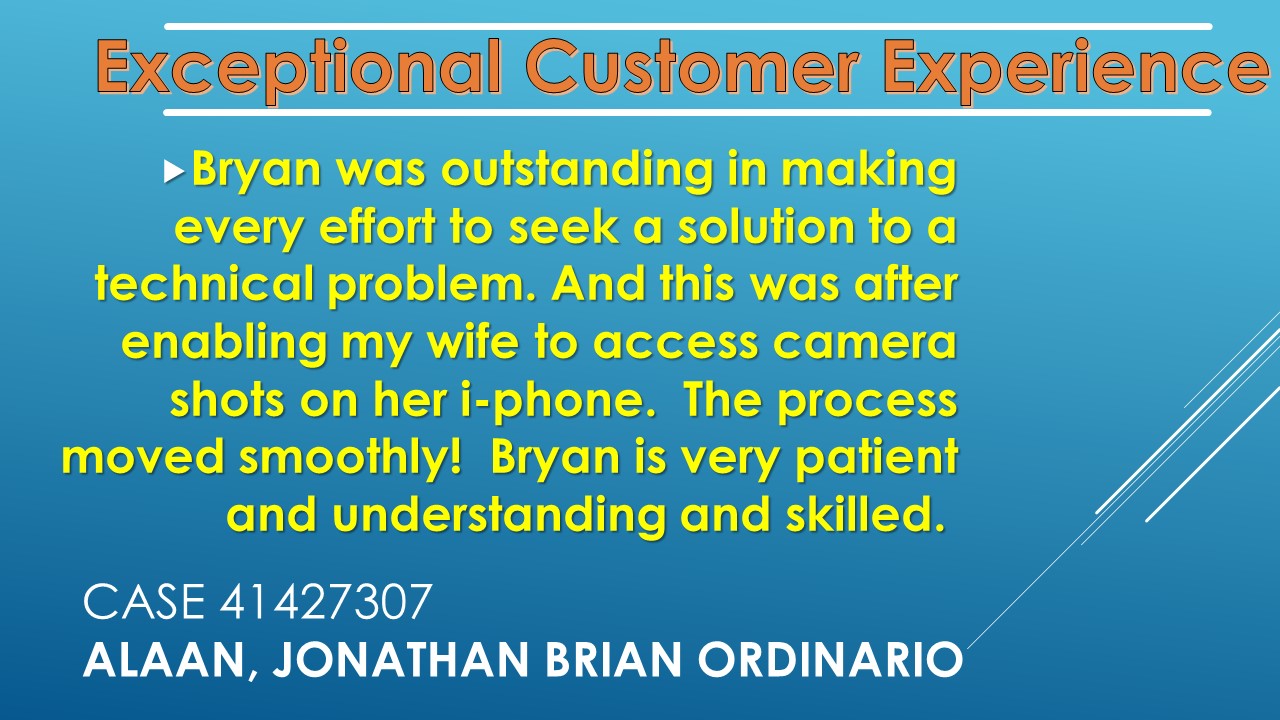 Exceptional Customer Experience
Bryan was outstanding in making
every effort to seek a solution to a
technical problem. And this was after
enabling my wife to access camera
shots on her i-phone.  The process
moved smoothly!  Bryan is very patient
and understanding and skilled.
CASE 41427307
ALAAN, JONATHAN BRIAN ORDINARIO